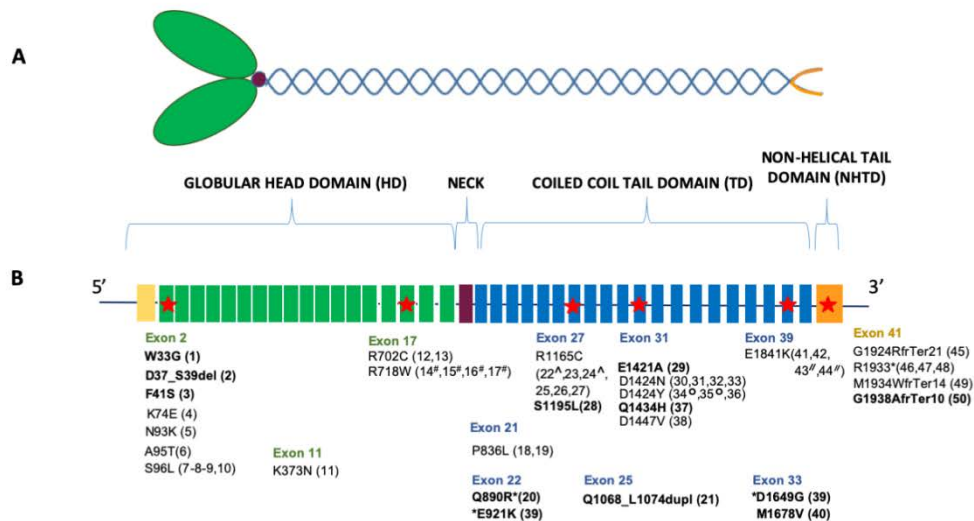 A
GLOBULAR HEAD DOMAIN (HD)
NECK
COILED COIL TAIL DOMAIN (TD)
NON-HELICAL TAIL
DOMAIN (NHTD)
B
5’
3’
Exon 2
W33G (1)
D37_S39del (2)
F41S (3)
K74E (4)
N93K (5)
A95T(6)
S96L (7-8-9,10)
Exon 11
K373N (11)
Exon 17
R702C (12,13)
R718W (14#,15#,16#,17#)
Exon 21
P836L (18,19)
Exon 22
Q890R*(20)
*E921K (39)
Exon 27
R1165C
(22^,23,24^,
25,26,27)
S1195L(28)
Exon 25
Q1068_L1074dupl (21)
Exon 31
E1421A (29)
D1424N (30,31,32,33)
D1424Y (34°,35°,36)
Q1434H (37)
D1447V (38)
Exon 33
*D1649G (39)
M1678V (40)
Exon 39
E1841K(41,42,
43〃,44〃)
Exon 41
G1924RfrTer21 (45)
R1933*(46,47,48)
M1934WfrTer14 (49)
G1938AfrTer10 (50)